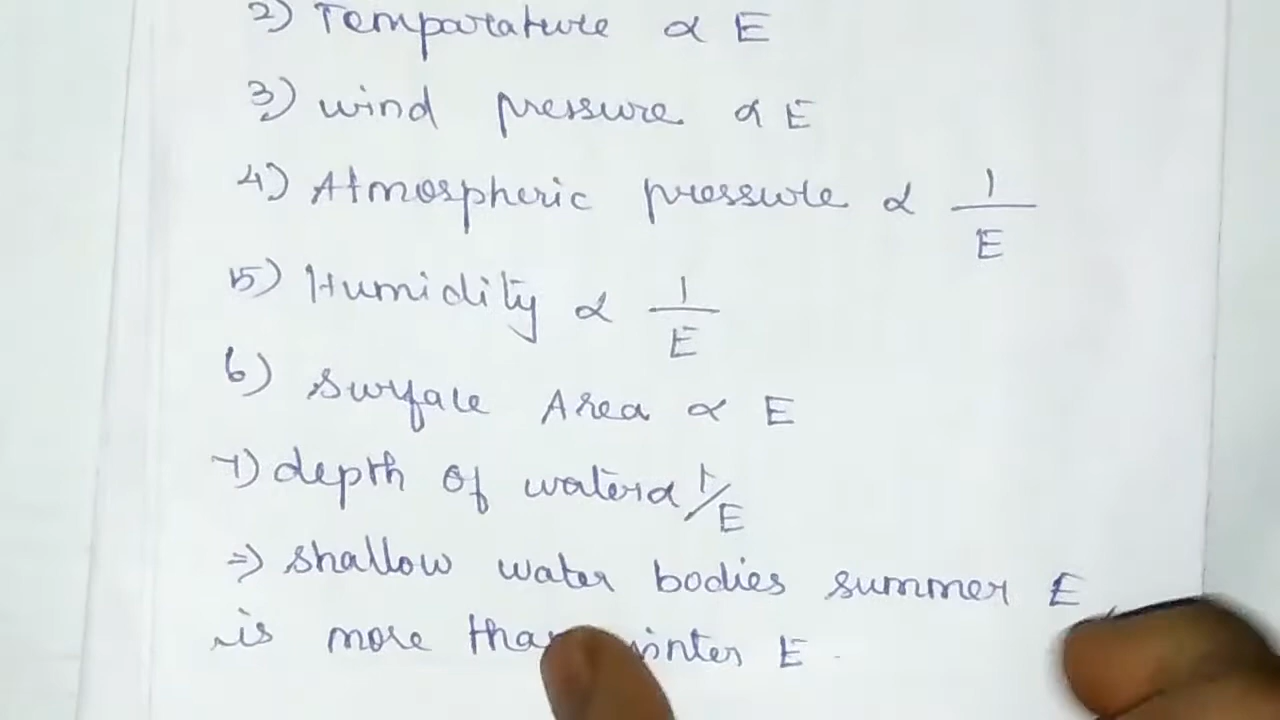 2) Temparature ∝ E
3) wind pressure ∝ E
4) Atmospheric pressure ∝ 1/E
5) Humidity ∝ 1/E
6) surface Area ∝ E
7) depth of water ∝ 1/E
⇒) shallow water bodies summer E
is more than winter E.